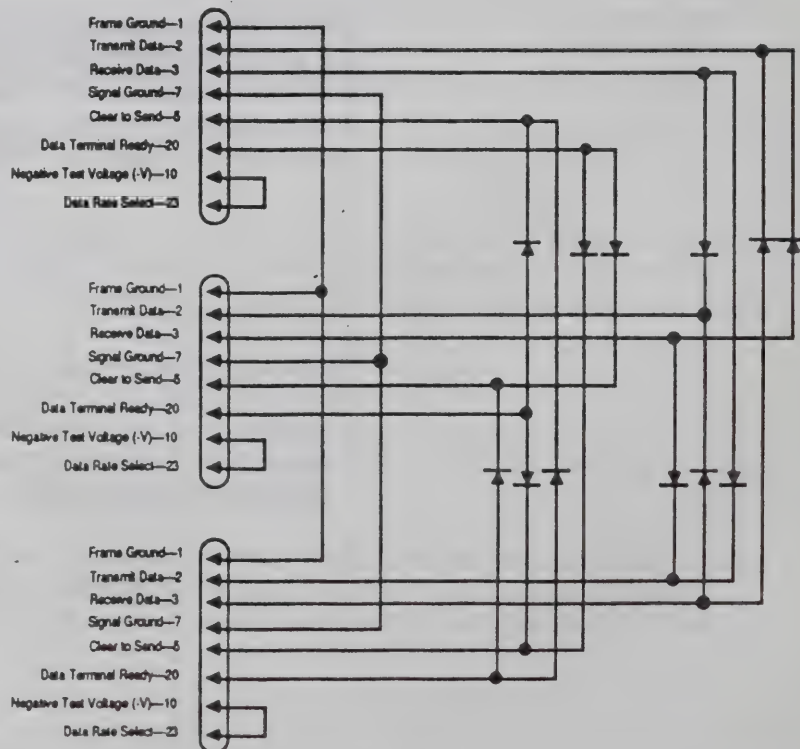 Frame Ground—1
Transmit Data—2
Receive Data—3
Signal Ground—7
Clear to Send—5
Data Terminal Ready—20
Negative Test Voltage (-V)—10
Data Rate Select—23
Frame Ground—1
Transmit Data—2
Receive Data—3
Signal Ground—7
Clear to Send—5
Data Terminal Ready—20
Negative Test Voltage (-V)—10
Data Rate Select—23
Frame Ground—1
Transmit Data—2
Receive Data—3
Signal Ground—7
Clear to Send—5
Data Terminal Ready—20
Negative Test Voltage (-V)—10
Data Rate Select—23